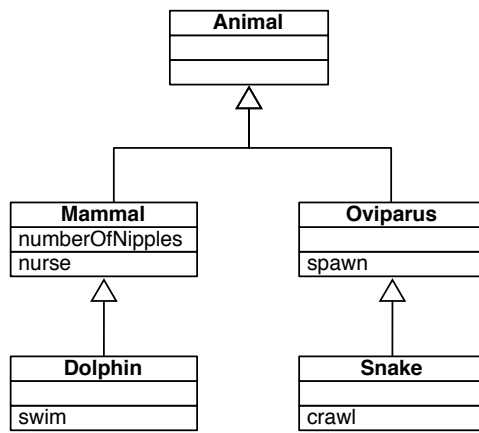 Animal
Mammal
numberOfNipples
nurse
Oviparus
spawn
Dolphin
swim
Snake
crawl